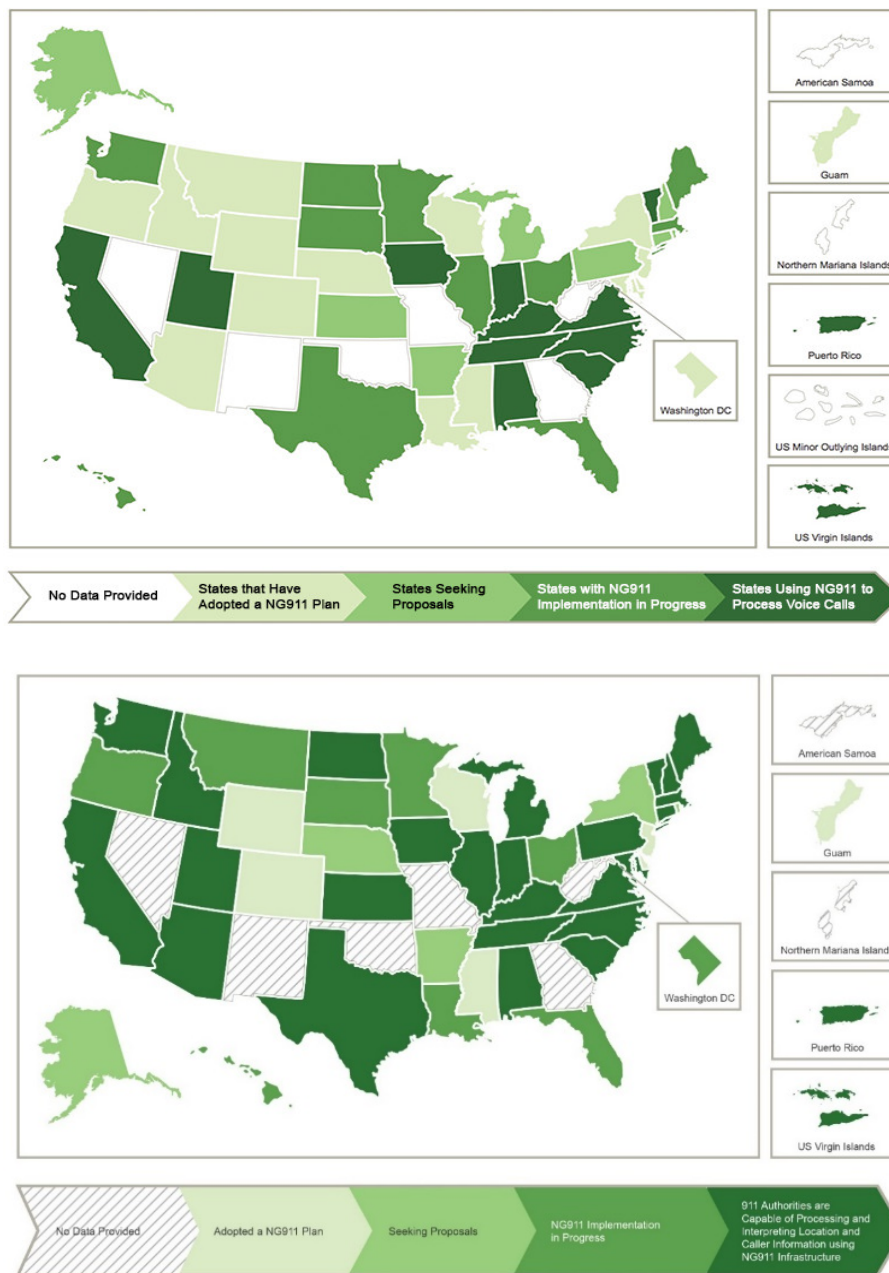 American Samoa
Guam
Northern Mariana Islands
Puerto Rico
Washington DC
US Minor Outlying Islands
US Virgin Islands
No Data Provided
States that Have
Adopted a NG911 Plan
States Seeking
Proposals
States with NG911
Implementation in Progress
States Using NG911 to
Process Voice Calls
American Samoa
Guam
Northern Mariana Island
Washington DC
Puerto Rico
US Virgin Islands
No Data Provided
Adopted a NG911 Plan
Seeking Proposals
NG911 Implementation
in Progress
911 Authorities are
Capable of Processing and
Interpreting Location and
Caller Information using
NG911 Infrastructure